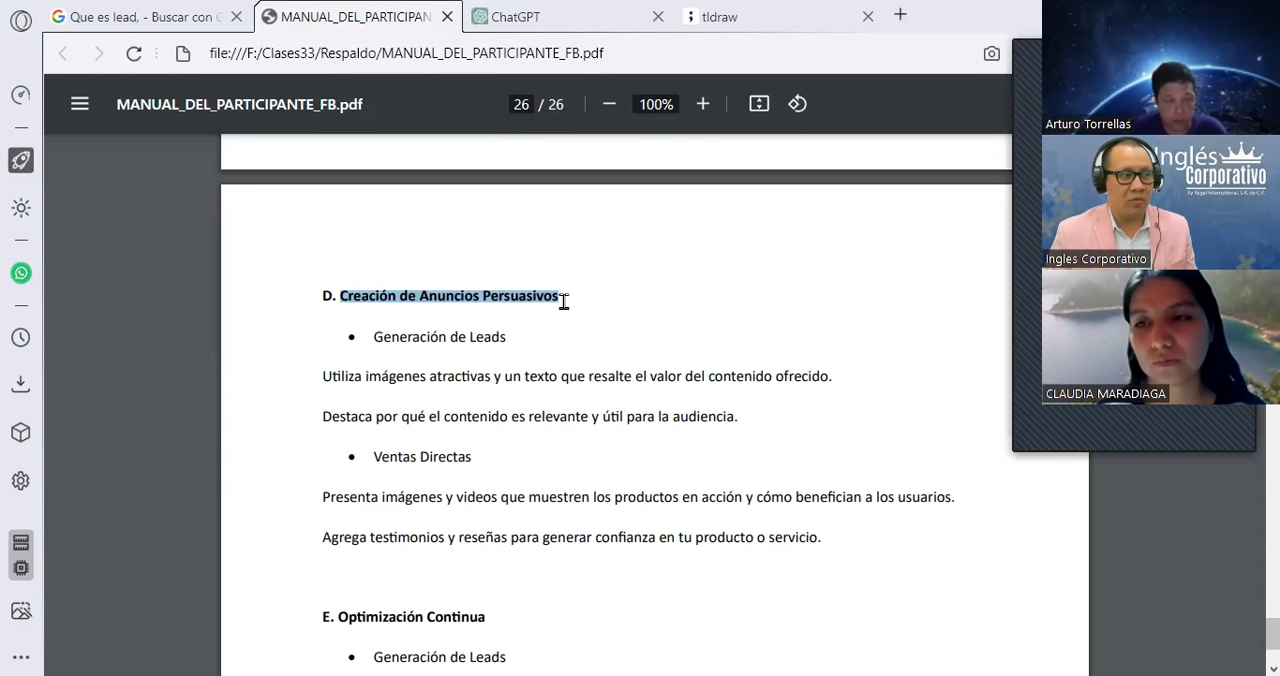 Que es lead, - Buscar con G
MANUAL_DEL_PARTICIPAN
ChatGPT
tldraw
file:///F:/Clases33/Respaldo/MANUAL_DEL_PARTICIPANTE_FB.pdf
MANUAL_DEL_PARTICIPANTE_FB.pdf
26 / 26
100%
D. Creación de Anuncios Persuasivos
Generación de Leads
Utiliza imágenes atractivas y un texto que resalte el valor del contenido ofrecido.
Destaca por qué el contenido es relevante y útil para la audiencia.
Ventas Directas
Presenta imágenes y videos que muestren los productos en acción y cómo benefician a los usuarios.
Agrega testimonios y reseñas para generar confianza en tu producto o servicio.
E. Optimización Continua
Generación de Leads
Arturo Torrellas
Inglés
Corporativo
Ingles Corporativo
CLAUDIA MARADIAGA